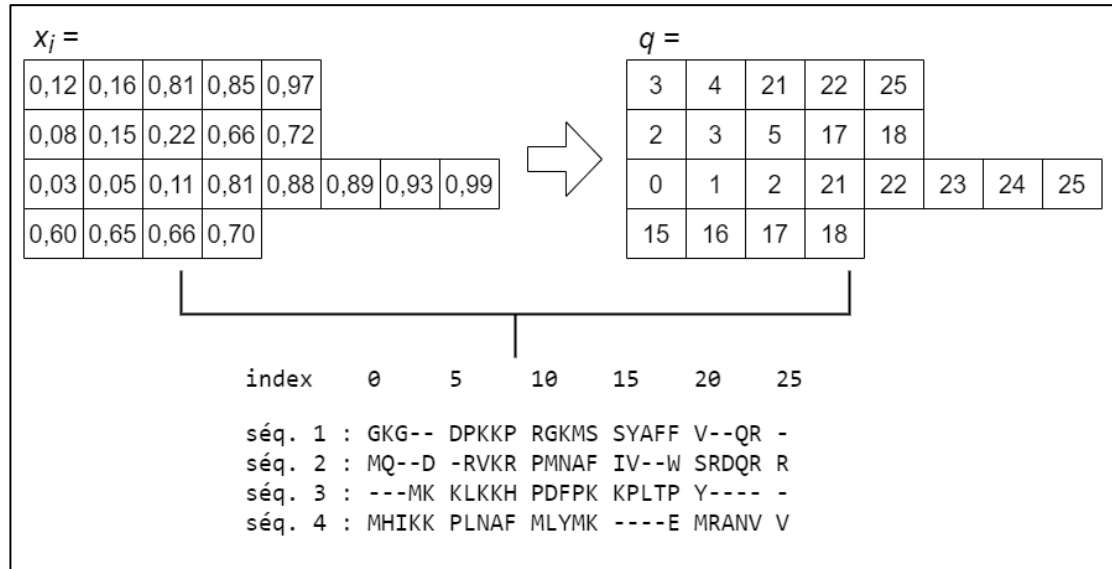 xᵢ = q =
0,12 0,16 0,81 0,85 0,97 3 4 21 22 25
0,08 0,15 0,22 0,66 0,72 2 3 5 17 18
0,03 0,05 0,11 0,81 0,88 0,89 0,93 0,99 0 1 2 21 22 23 24 25
0,60 0,65 0,66 0,70 15 16 17 18
index 0 5 10 15 20 25
séq. 1 : GKG-- DPKKP RGKMS SYAFF V--QR -
séq. 2 : MQ--D -RVKR PMNAF IV--W SRDQR R
séq. 3 : ---MK KLKKH PDFPK KPLTP Y---- -
séq. 4 : MHIKK PLNAF MLYMK ----E MRANV V